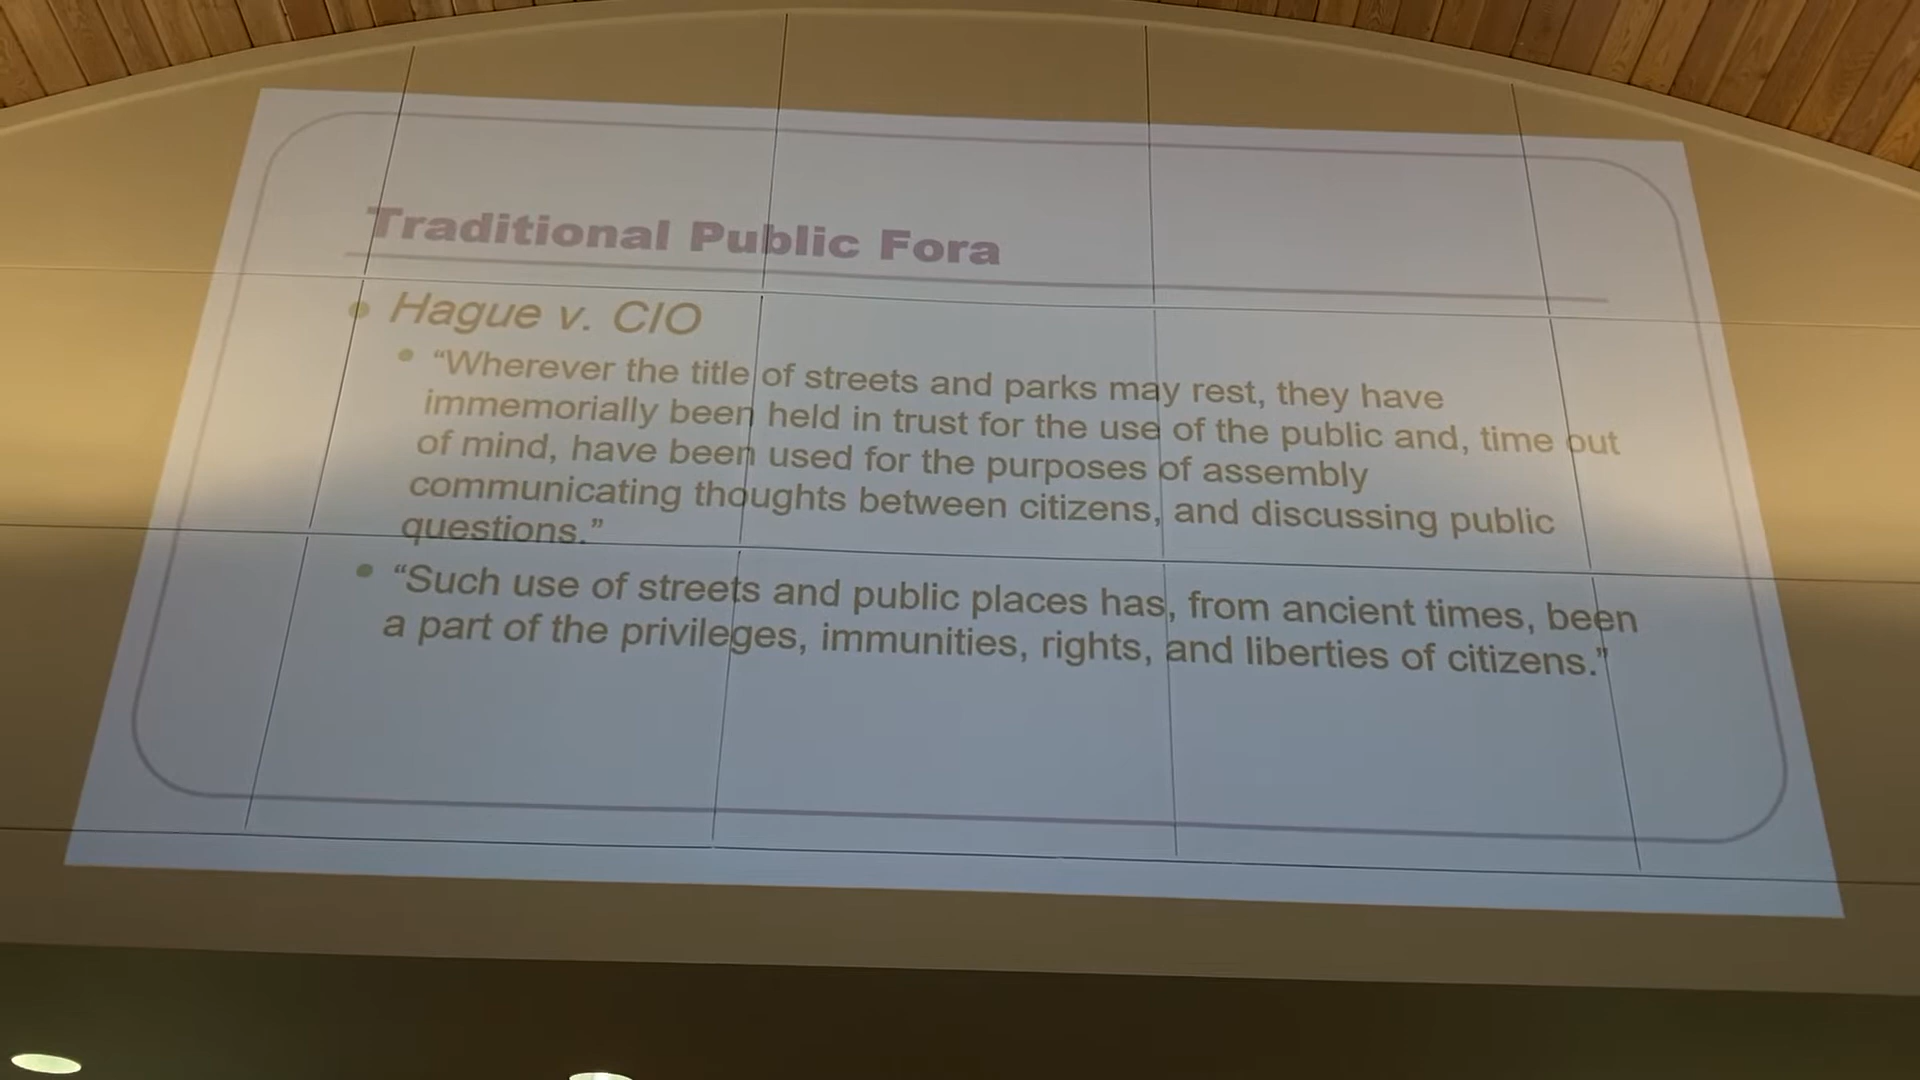 Traditional Public Fora
Hague v. CIO
“Wherever the title of streets and parks may rest, they have
immemorially been held in trust for the use of the public and, time out
of mind, have been used for the purposes of assembly
communicating thoughts between citizens, and discussing public
questions.”
“Such use of streets and public places has, from ancient times, been
a part of the privileges, immunities, rights, and liberties of citizens.”